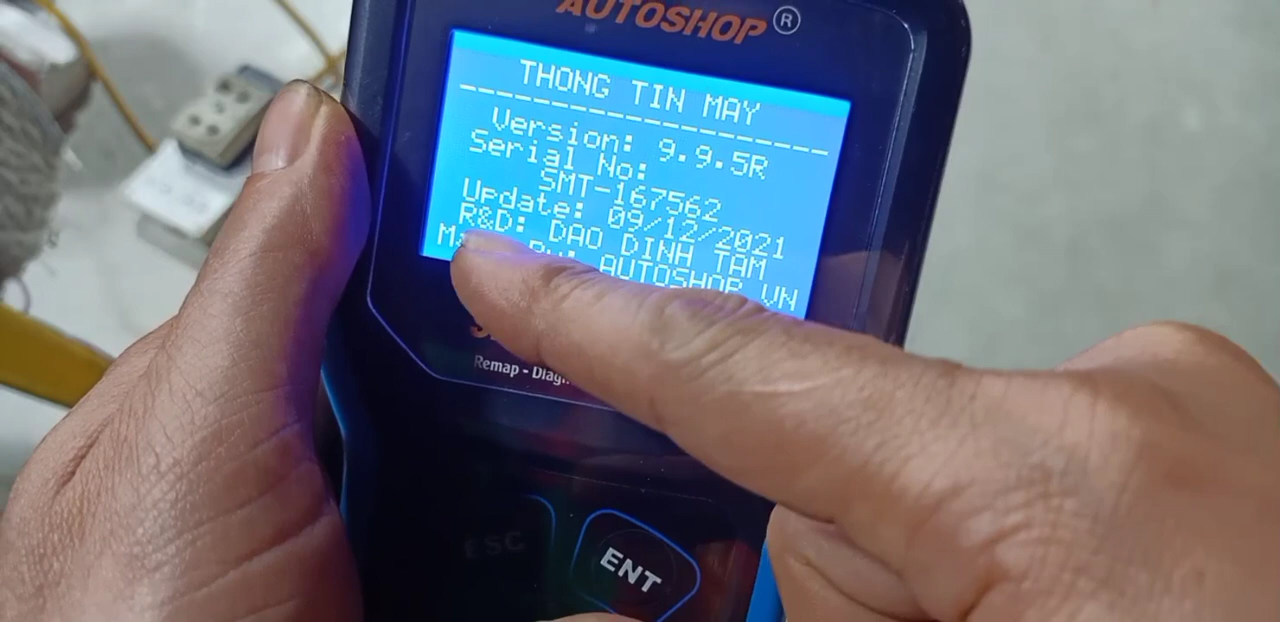 AUTOSHOP®
THONG TIN MAY
Version: 9.9.5R
Serial No:
SMT-167562
Update: 09/12/2021
R&D: DAO DINH TAM
AUTOSHOP VN
Remap -
ESC
ENT